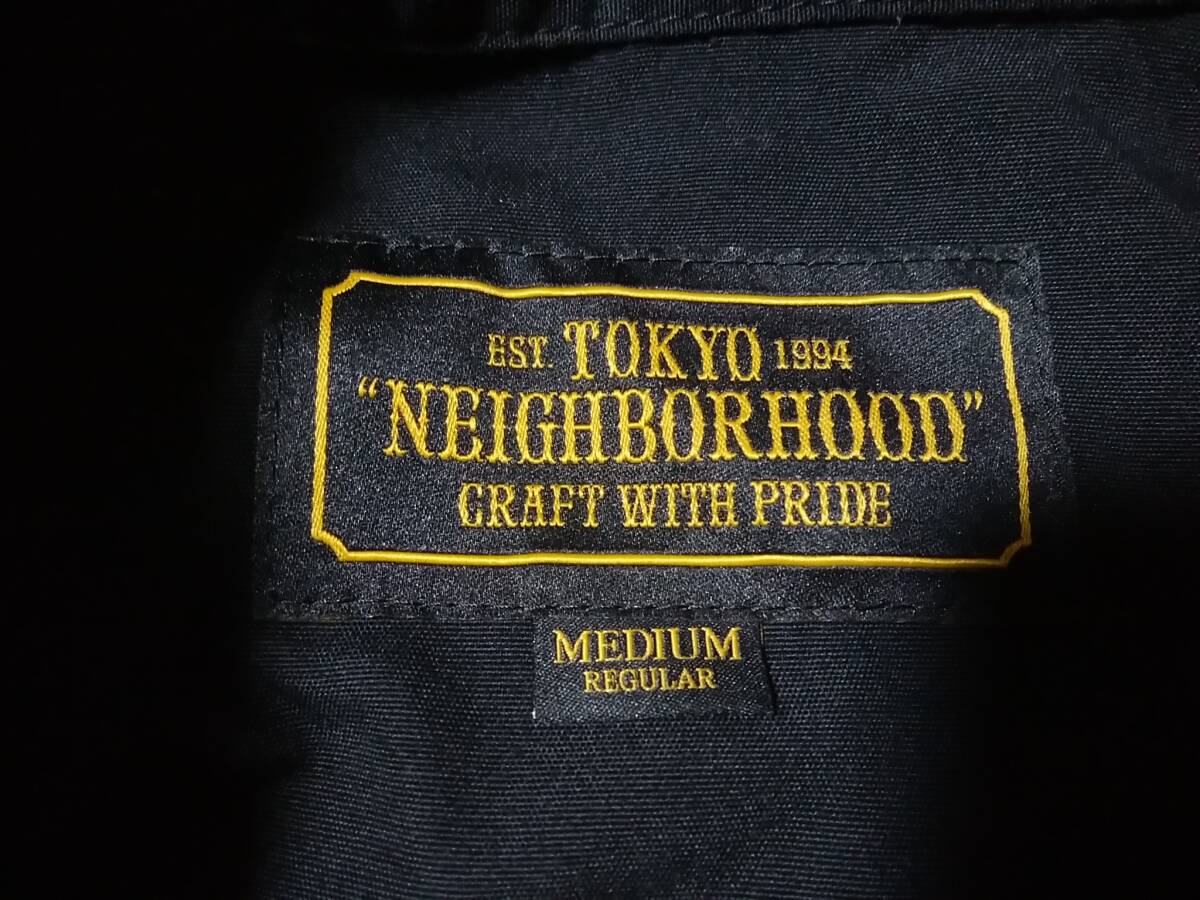 EST. TOKYO 1994
“NEIGHBORHOOD”
CRAFT WITH PRIDE
MEDIUM
REGULAR